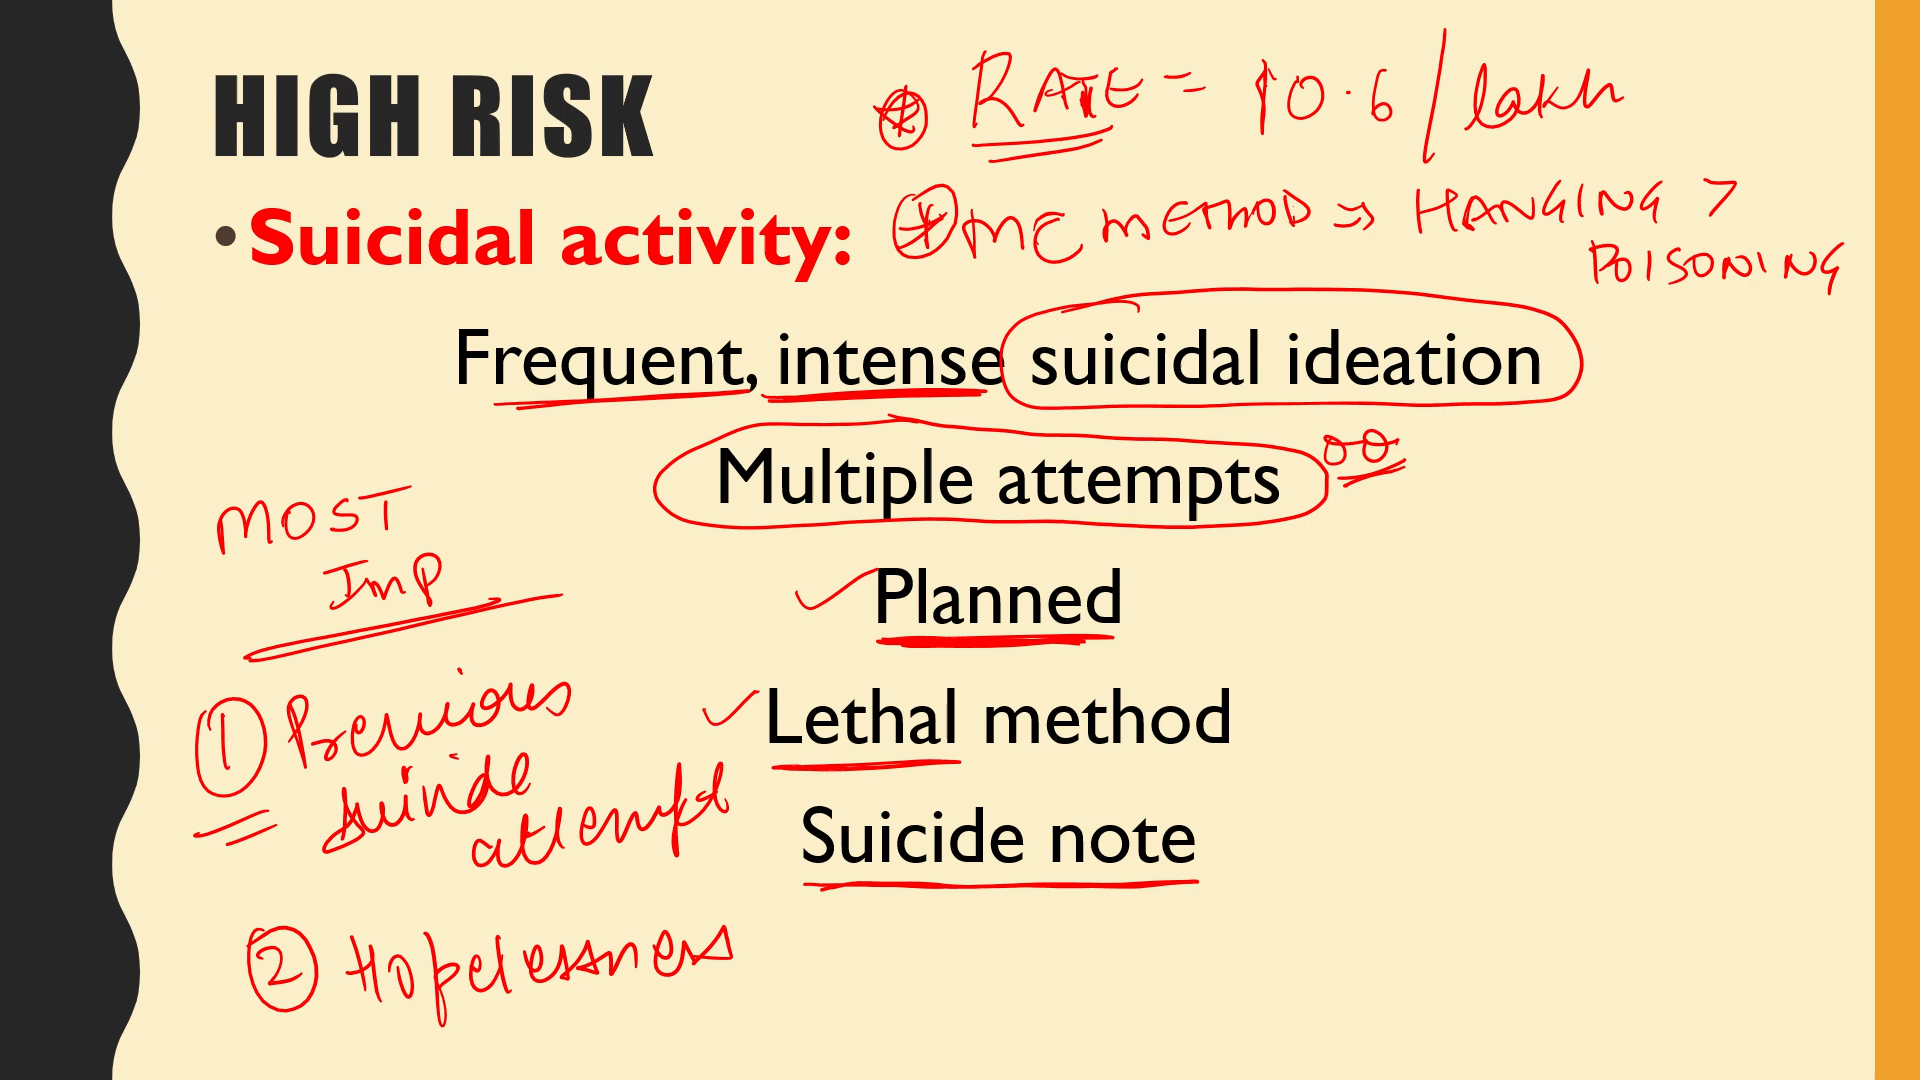 HIGH RISK
RATE = 10.6/lakh
• Suicidal activity:
MC METHOD ⇒ HANGING >
POISONING
Frequent, intense suicidal ideation
Multiple attempts
MOST
Imp
Planned
Lethal method
Suicide note
① Previous
suicide
attempt
② Hopelessness